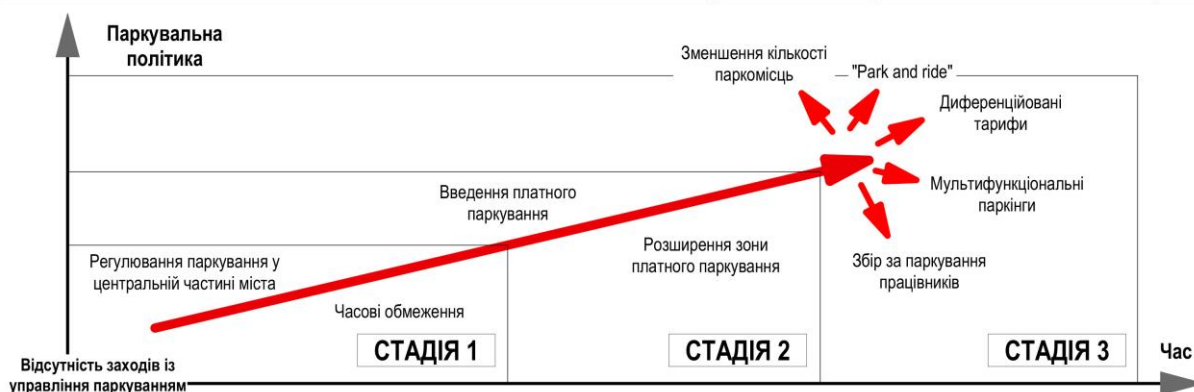 Паркувальна
політика
Зменшення кількості
паркомісць
"Park and ride"
Диференційовані
тарифи
Мультифункціональні
паркінги
Збір за паркування
працівників
Введення платного
паркування
Розширення зони
платного паркування
Регулювання паркування у
центральній частині міста
Часові обмеження
СТАДІЯ 1
СТАДІЯ 2
СТАДІЯ 3
Час
Відсутність заходів із
управління паркуванням